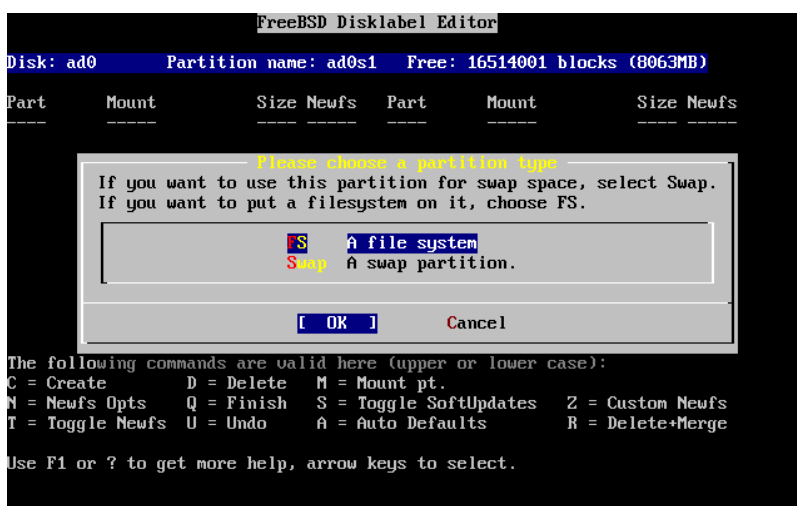 FreeBSD Disklabel Editor
Disk: ad0 Partition name: ad0s1 Free: 16514001 blocks (8063MB)
Part Mount Size Newfs Part Mount Size Newfs
---- ----- ---- ----- ---- ----- ---- -----
Please choose a partition type
If you want to use this partition for swap space, select Swap.
If you want to put a filesystem on it, choose FS.
FS A file system
Swap A swap partition.
[ OK ] Cancel
The following commands are valid here (upper or lower case):
C = Create D = Delete M = Mount pt.
N = Newfs Opts Q = Finish S = Toggle SoftUpdates Z = Custom Newfs
T = Toggle Newfs U = Undo A = Auto Defaults R = Delete+Merge
Use F1 or ? to get more help, arrow keys to select.